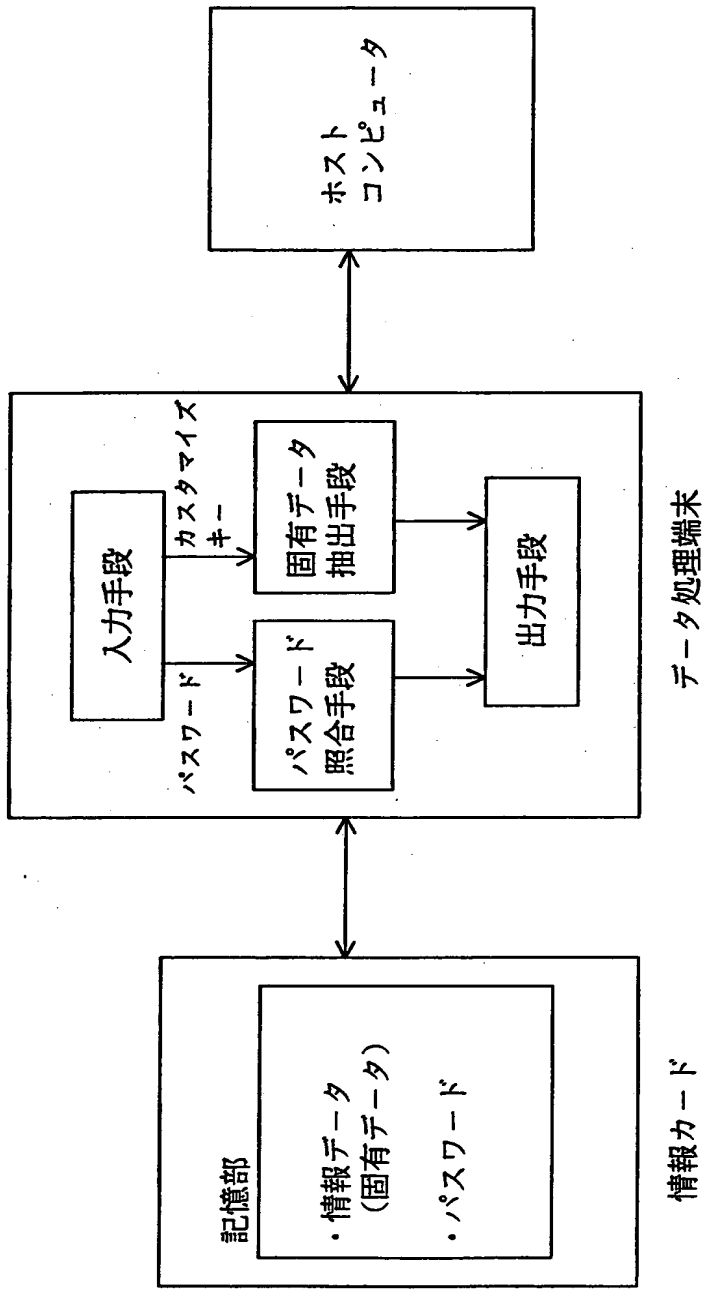 記憶部
・情報データ
(固有データ)
・パスワード
情報カード
入力手段
パスワード
カスタマイズ
キー
パスワード
照合手段
固有データ
抽出手段
出力手段
データ処理端末
ホスト
コンピュータ